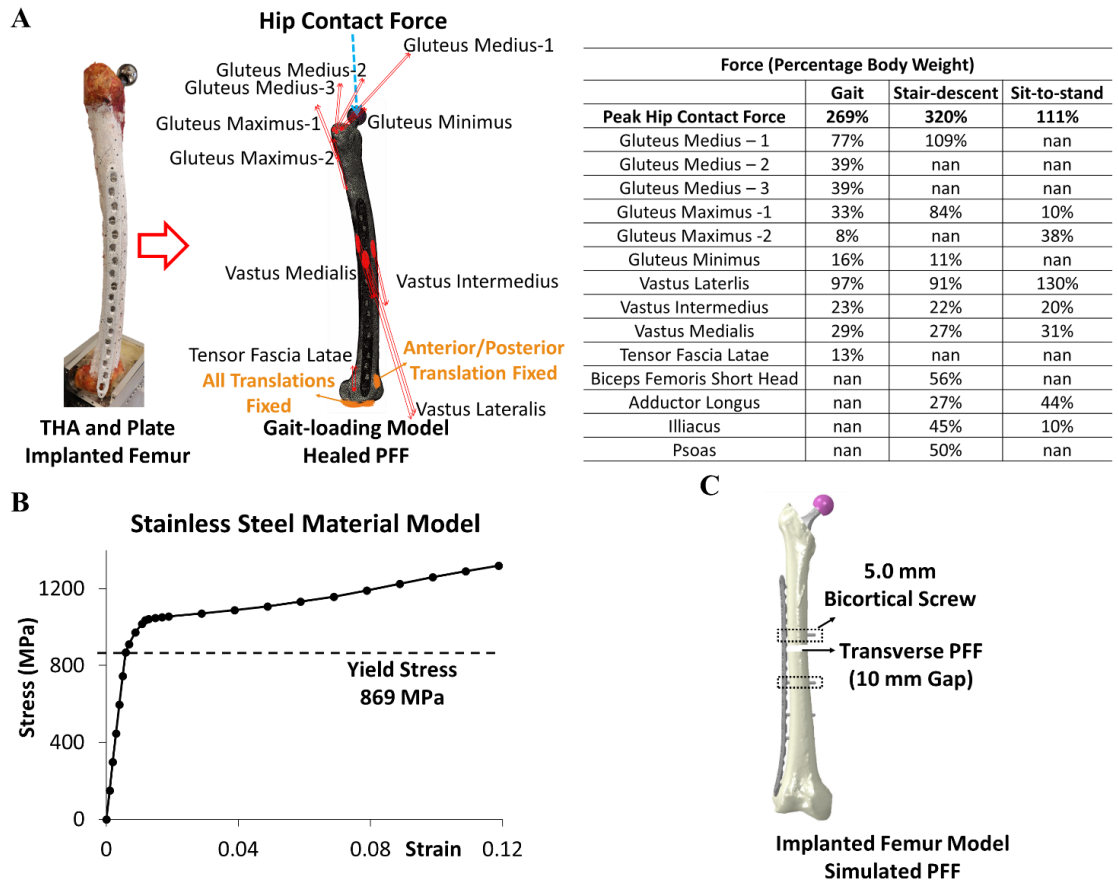 A
Hip Contact Force
Gluteus Medius-1
Gluteus Medius-2
Gluteus Medius-3
Gluteus Maximus-1
Gluteus Minimus
Gluteus Maximus-2
Vastus Medialis
Vastus Intermedius
Tensor Fascia Latae
Anterior/Posterior
Translation Fixed
All Translations
Fixed
Vastus Lateralis
THA and Plate
Implanted Femur
Gait-loading Model
Healed PFF
Force (Percentage Body Weight)
Gait Stair-descent Sit-to-stand
Peak Hip Contact Force 269% 320% 111%
Gluteus Medius – 1 77% 109% nan
Gluteus Medius – 2 39% nan nan
Gluteus Medius – 3 39% nan nan
Gluteus Maximus -1 33% 84% 10%
Gluteus Maximus -2 8% nan 38%
Gluteus Minimus 16% 11% nan
Vastus Laterlis 97% 91% 130%
Vastus Intermedius 23% 22% 20%
Vastus Medialis 29% 27% 31%
Tensor Fascia Latae 13% nan nan
Biceps Femoris Short Head nan 56% nan
Adductor Longus nan 27% 44%
Illiacus nan 45% 10%
Psoas nan 50% nan
B
Stainless Steel Material Model
Stress (MPa)
1200
800
400
0
Yield Stress
869 MPa
0 0.04 0.08 0.12
Strain
C
5.0 mm
Bicortical Screw
Transverse PFF
(10 mm Gap)
Implanted Femur Model
Simulated PFF